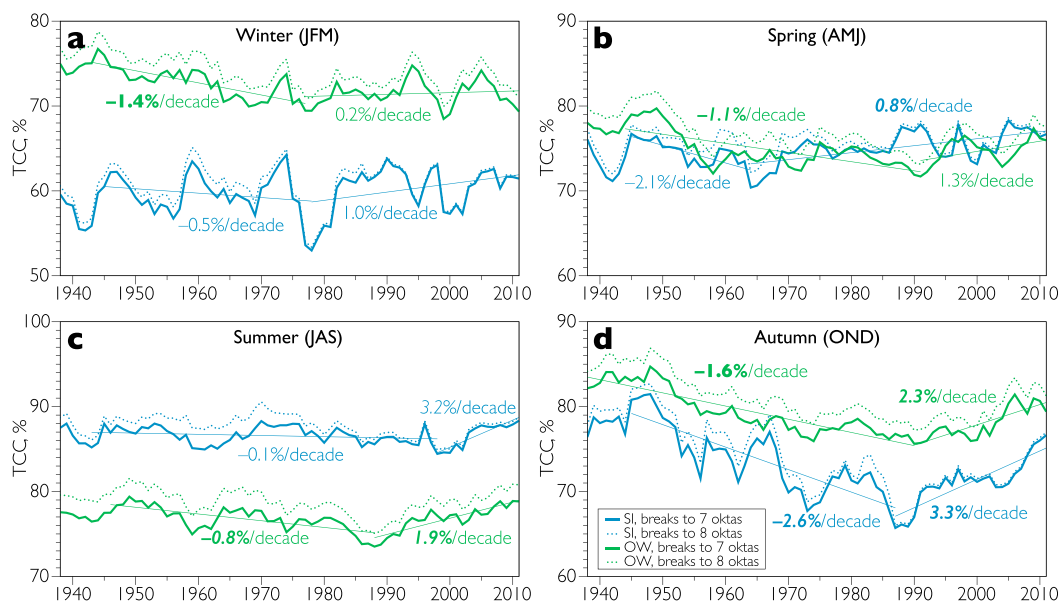 a
Winter (JFM)
TCC, %
80
70
60
50
–1.4%/decade
0.2%/decade
–0.5%/decade
1.0%/decade
1940 1950 1960 1970 1980 1990 2000 2010
b
Spring (AMJ)
TCC, %
90
80
70
60
0.8%/decade
–1.1%/decade
–2.1%/decade
1.3%/decade
1940 1950 1960 1970 1980 1990 2000 2010
c
Summer (JAS)
TCC, %
100
90
80
70
3.2%/decade
–0.1%/decade
–0.8%/decade
1.9%/decade
1940 1950 1960 1970 1980 1990 2000 2010
d
Autumn (OND)
TCC, %
90
80
70
60
–1.6%/decade
2.3%/decade
–2.6%/decade
3.3%/decade
SI, breaks to 7 oktas
SI, breaks to 8 oktas
OW, breaks to 7 oktas
OW, breaks to 8 oktas
1940 1950 1960 1970 1980 1990 2000 2010